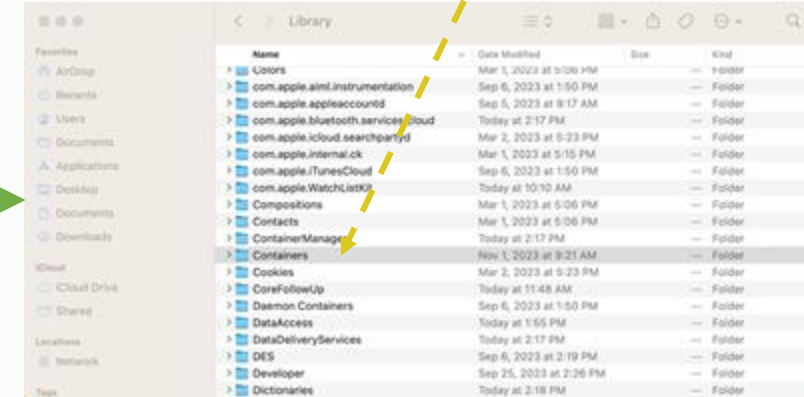 Library
Favorites
AirDrop
Recents
Users
Documents
Applications
Desktop
Documents
Downloads
iCloud
iCloud Drive
Shared
Locations
Network
Tags
Name Date Modified Size Kind
Colors Mar 1, 2023 at 5:06 PM -- Folder
com.apple.aiml.instrumentation Sep 6, 2023 at 1:50 PM -- Folder
com.apple.appleaccountd Sep 5, 2023 at 9:17 AM -- Folder
com.apple.bluetooth.services.cloud Today at 2:17 PM -- Folder
com.apple.icloud.searchpartyd Mar 2, 2023 at 5:23 PM -- Folder
com.apple.internal.ck Mar 1, 2023 at 5:15 PM -- Folder
com.apple.iTunesCloud Sep 6, 2023 at 1:50 PM -- Folder
com.apple.WatchListKit Today at 10:10 AM -- Folder
Compositions Mar 1, 2023 at 5:06 PM -- Folder
Contacts Mar 1, 2023 at 5:06 PM -- Folder
ContainerManager Today at 2:17 PM -- Folder
Containers Nov 1, 2023 at 9:21 AM -- Folder
Cookies Mar 2, 2023 at 5:23 PM -- Folder
CoreFollowUp Today at 11:48 AM -- Folder
Daemon Containers Sep 6, 2023 at 1:50 PM -- Folder
DataAccess Today at 1:55 PM -- Folder
DataDeliveryServices Today at 2:17 PM -- Folder
DES Sep 6, 2023 at 2:19 PM -- Folder
Developer Sep 25, 2023 at 2:26 PM -- Folder
Dictionaries Today at 2:18 PM -- Folder